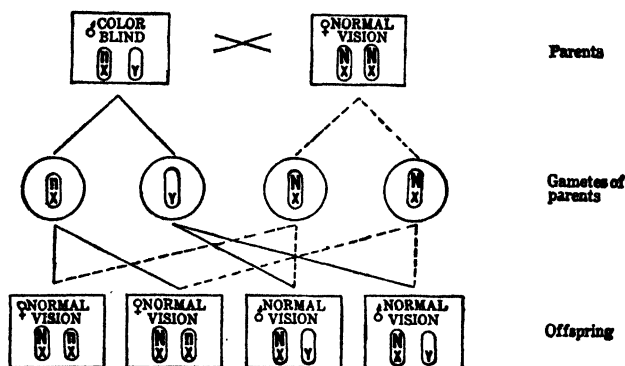 ♂ COLOR BLIND
n X Y
♀ NORMAL VISION
N X N X
Parents
n X
Y
N X
N X
Gametes of parents
♀ NORMAL VISION
N X n X
♀ NORMAL VISION
N X n X
♂ NORMAL VISION
N X Y
♂ NORMAL VISION
N X Y
Offspring